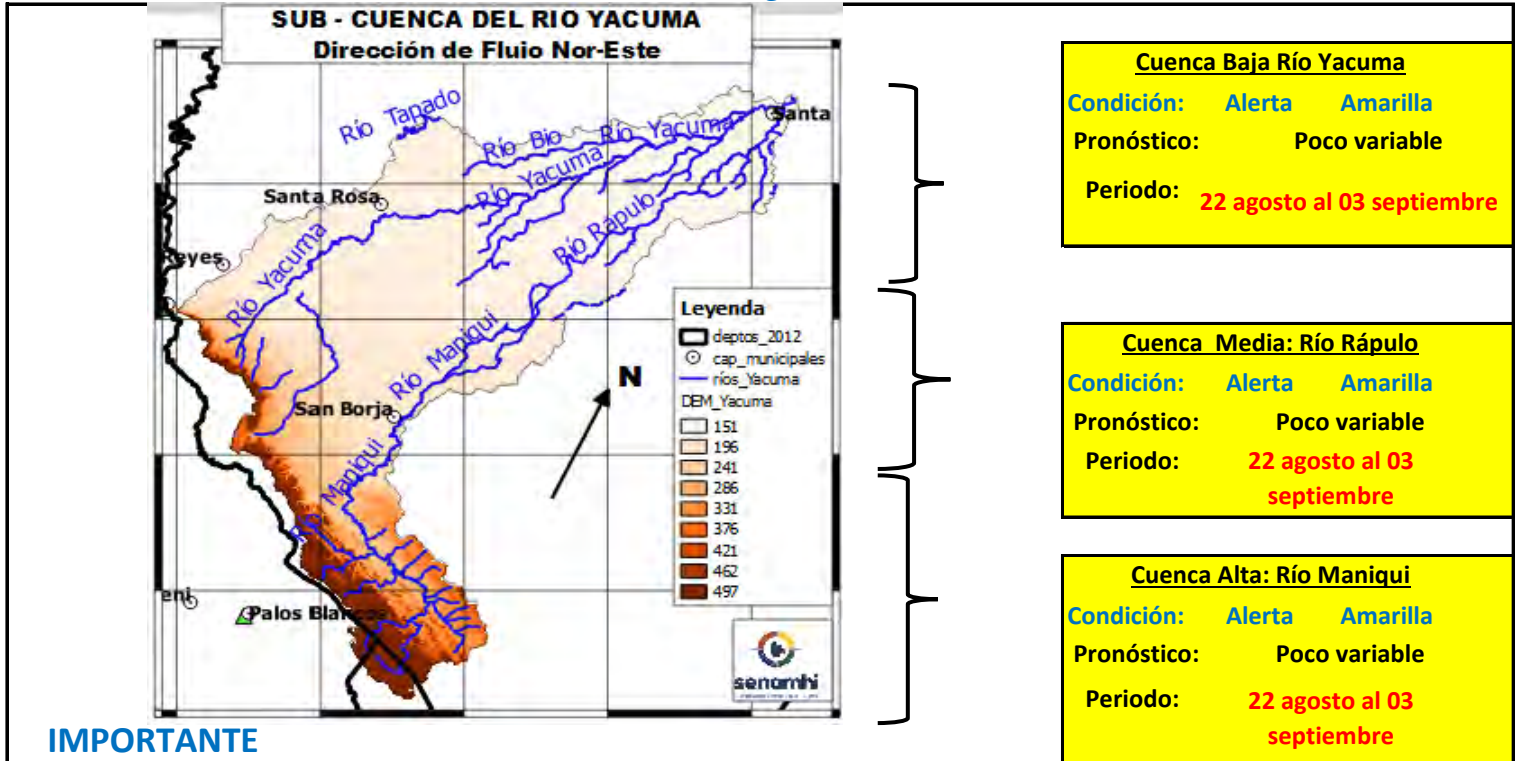 SUB - CUENCA DEL RIO YACUMA
Dirección de Fluio Nor-Este
Río Tapado
Río Bio
Río Yacuma
Santa
Río Yacuma
Santa Rosa
Río Rápulo
Reyes
Río Yacuma
Río Maniqui
San Borja
Río Maniqui
Río Maniqui
eni
Palos Blancos
N
Leyenda
deptos_2012
cap_municipales
ríos_Yacuma
DEM_Yacuma
151
196
241
286
331
376
421
462
497
senamhi
Cuenca Baja Río Yacuma
Condición: Alerta Amarilla
Pronóstico: Poco variable
Periodo: 22 agosto al 03 septiembre
Cuenca Media: Río Rápulo
Condición: Alerta Amarilla
Pronóstico: Poco variable
Periodo: 22 agosto al 03
septiembre
Cuenca Alta: Río Maniqui
Condición: Alerta Amarilla
Pronóstico: Poco variable
Periodo: 22 agosto al 03
septiembre
IMPORTANTE